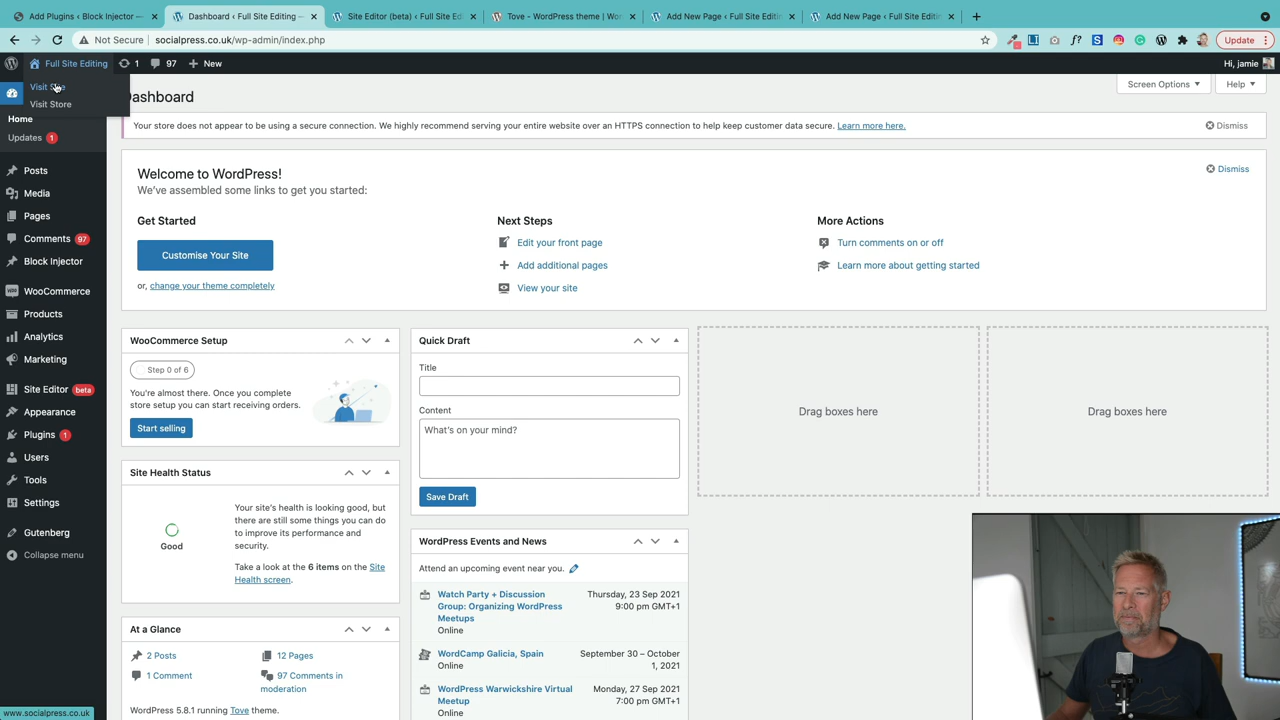 Add Plugins ‹ Block Injector —
Dashboard ‹ Full Site Editing —
Site Editor (beta) ‹ Full Site Ed
Tove - WordPress theme | Wor
Add New Page ‹ Full Site Editin
Add New Page ‹ Full Site Editin
Not Secure
socialpress.co.uk/wp-admin/index.php
Update
Full Site Editing
1
97
New
Hi, jamie
Visit Site
Visit Store
Dashboard
Screen Options
Help
Home
Updates 1
Posts
Media
Pages
Comments 97
Block Injector
WooCommerce
Products
Analytics
Marketing
Site Editor beta
Appearance
Plugins 1
Users
Tools
Settings
Gutenberg
Collapse menu
Your store does not appear to be using a secure connection. We highly recommend serving your entire website over an HTTPS connection to help keep customer data secure. Learn more here.
Dismiss
Welcome to WordPress!
We've assembled some links to get you started:
Dismiss
Get Started
Customise Your Site
or, change your theme completely
Next Steps
Edit your front page
Add additional pages
View your site
More Actions
Turn comments on or off
Learn more about getting started
WooCommerce Setup
Step 0 of 6
You're almost there. Once you complete
store setup you can start receiving orders.
Start selling
Site Health Status
Good
Your site's health is looking good, but
there are still some things you can do
to improve its performance and
security.
Take a look at the 6 items on the Site
Health screen.
At a Glance
2 Posts
12 Pages
1 Comment
97 Comments in
moderation
WordPress 5.8.1 running Tove theme.
Quick Draft
Title
Content
What's on your mind?
Save Draft
WordPress Events and News
Attend an upcoming event near you.
Watch Party + Discussion
Group: Organizing WordPress
Meetups
Online
Thursday, 23 Sep 2021
9:00 pm GMT+1
WordCamp Galicia, Spain
Online
September 30 – October
1, 2021
WordPress Warwickshire Virtual
Meetup
Online
Monday, 27 Sep 2021
7:00 pm GMT+1
Drag boxes here
Drag boxes here
www.socialpress.co.uk